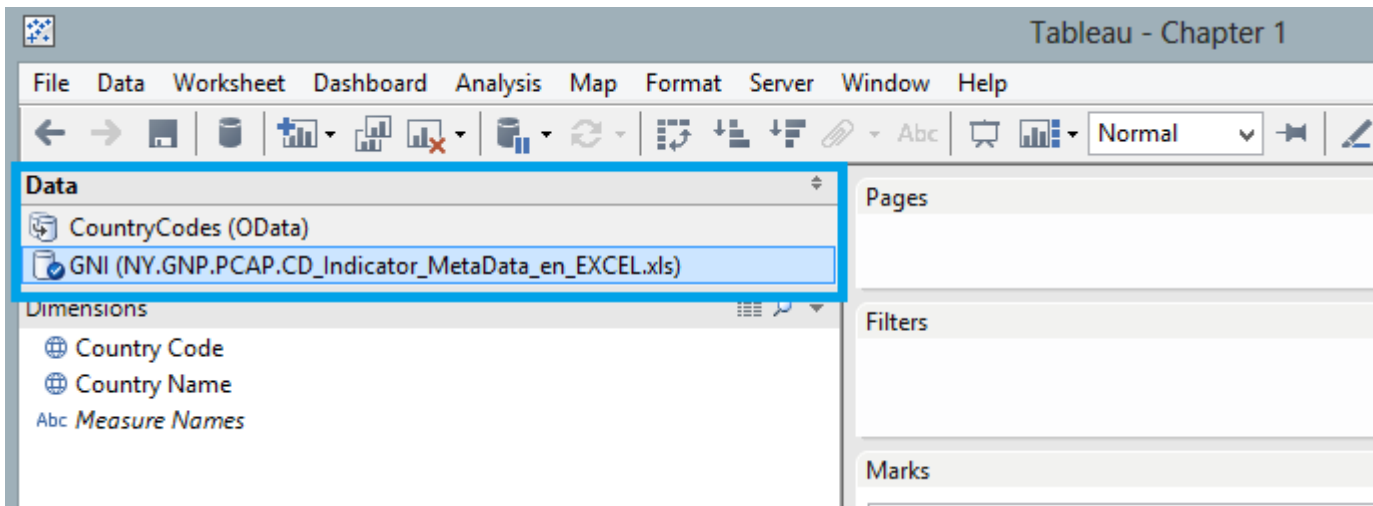 Tableau - Chapter 1
File Data Worksheet Dashboard Analysis Map Format Server Window Help
Abc Normal
Data
CountryCodes (OData)
GNI (NY.GNP.PCAP.CD_Indicator_MetaData_en_EXCEL.xls)
Dimensions
Country Code
Country Name
Abc Measure Names
Pages
Filters
Marks